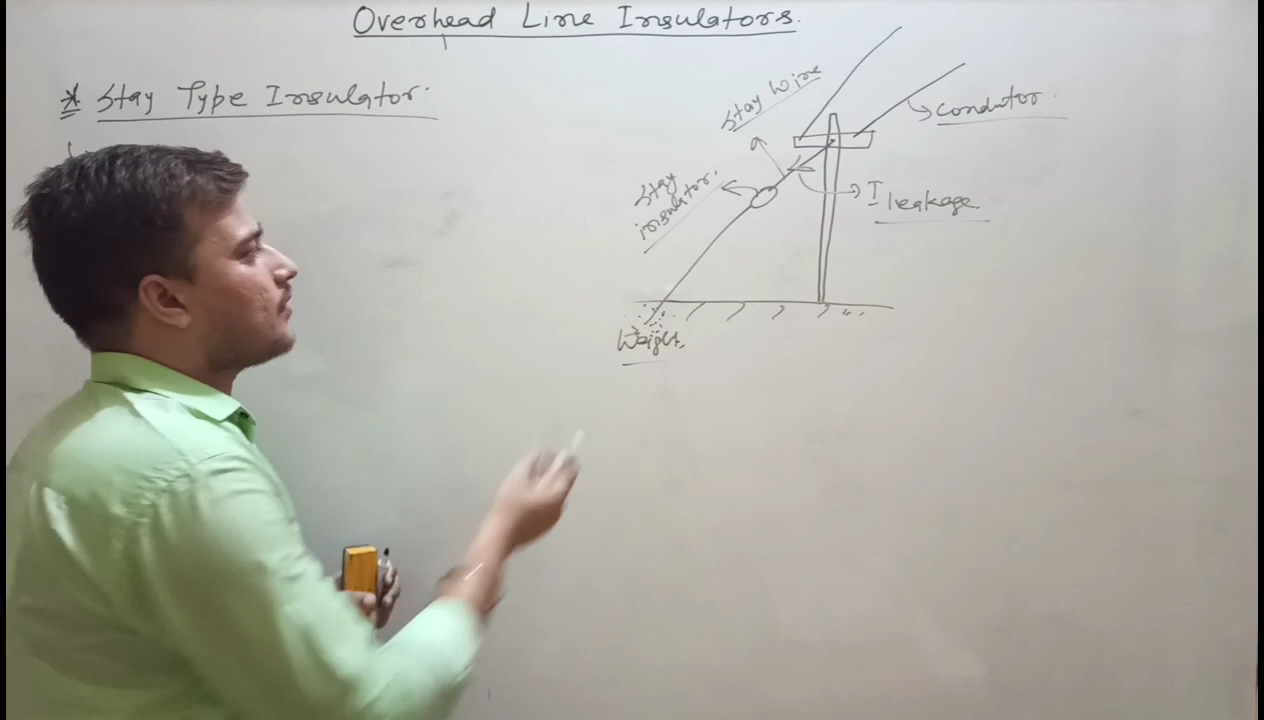 Overhead Line Insulators.
* Stay Type Insulator.
Stay Wire
Conductor.
Stay
insulator.
I leakage
Weight.